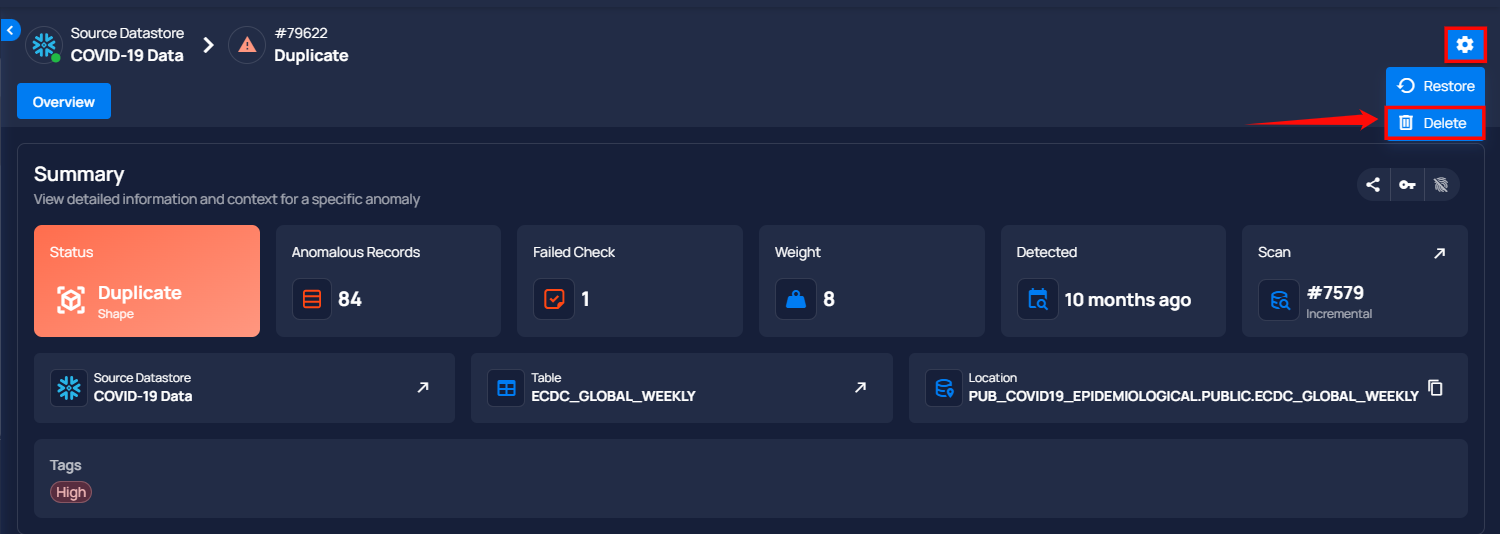 Source Datastore
COVID-19 Data
#79622
Duplicate
Restore
Delete
Overview
Summary
View detailed information and context for a specific anomaly
Status
Duplicate
Shape
Anomalous Records
84
Failed Check
1
Weight
8
Detected
10 months ago
Scan
#7579
Incremental
Source Datastore
COVID-19 Data
Table
ECDC_GLOBAL_WEEKLY
Location
PUB_COVID19_EPIDEMIOLOGICAL.PUBLIC.ECDC_GLOBAL_WEEKLY
Tags
High